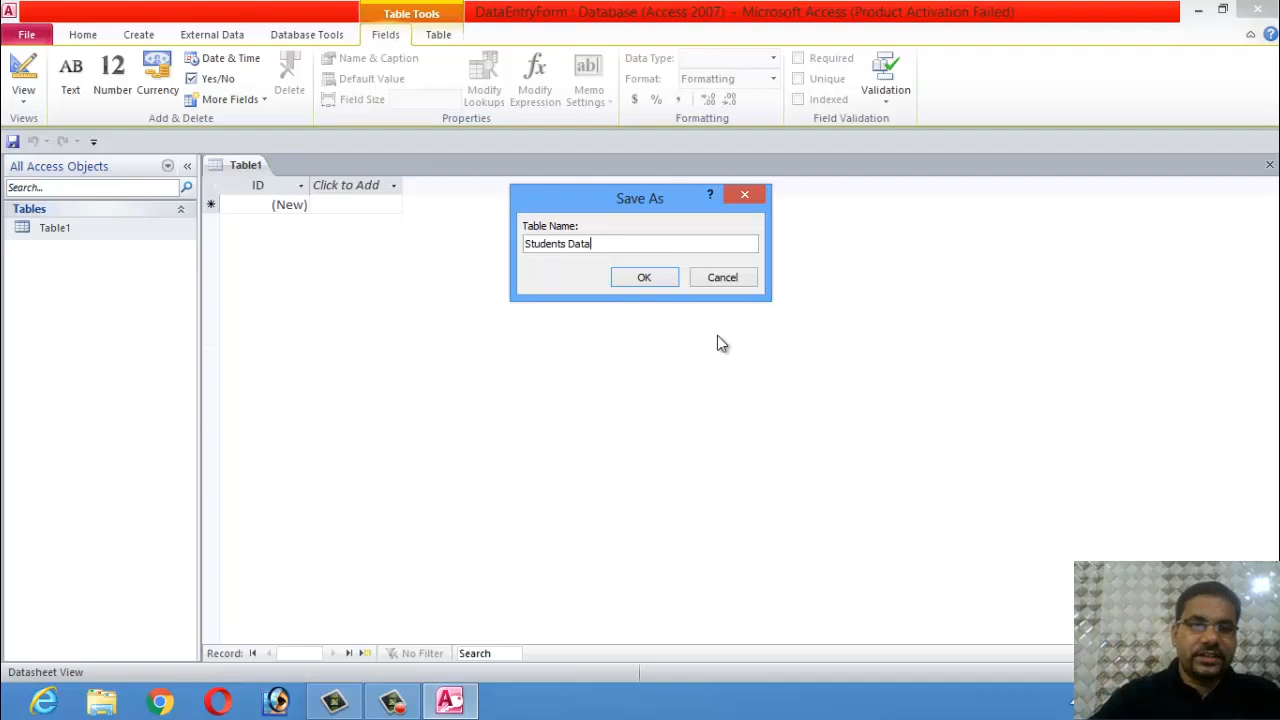 Table Tools
DataEntryForm : Database (Access 2007) - Microsoft Access (Product Activation Failed)
File
Home
Create
External Data
Database Tools
Fields
Table
View
Views
AB
Text
12
Number
Currency
Date & Time
Yes/No
More Fields
Delete
Add & Delete
Name & Caption
Default Value
Field Size
Modify
Lookups
fx
Modify
Expression
ab
Memo
Settings
Properties
Data Type:
Format: Formatting
$ % ,
Formatting
Required
Unique
Indexed
Validation
Field Validation
All Access Objects
Search...
Tables
Table1
Table1
ID
Click to Add
(New)
Save As
?
Table Name:
Students Data
OK
Cancel
Record:
No Filter
Search
Datasheet View